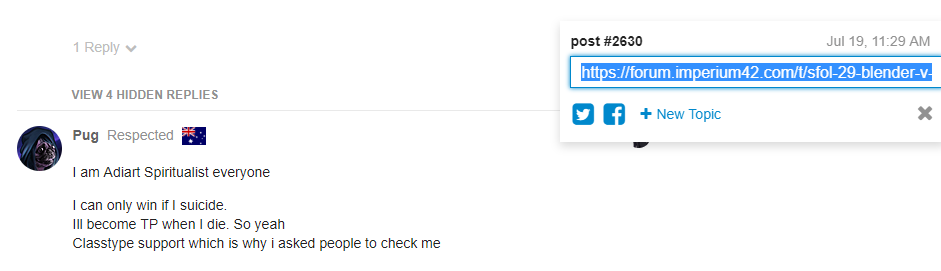 1 Reply
post #2630
Jul 19, 11:29 AM
https://forum.imperium42.com/t/sfol-29-blender-v-
VIEW 4 HIDDEN REPLIES
+ New Topic
Pug Respected
I am Adiart Spiritualist everyone
I can only win if I suicide.
Ill become TP when I die. So yeah
Classtype support which is why i asked people to check me